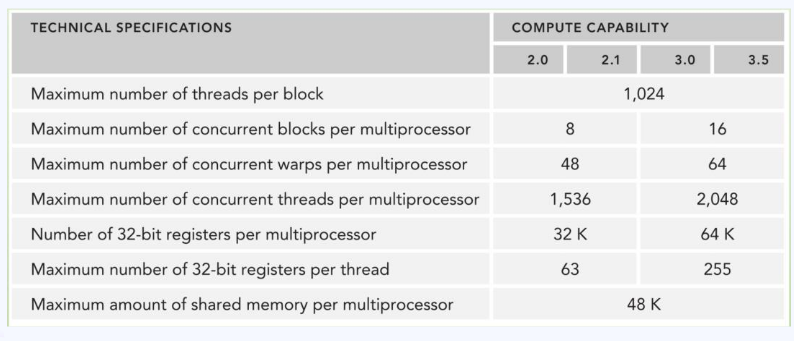 TECHNICAL SPECIFICATIONS COMPUTE CAPABILITY
2.0 2.1 3.0 3.5
Maximum number of threads per block 1,024
Maximum number of concurrent blocks per multiprocessor 8 16
Maximum number of concurrent warps per multiprocessor 48 64
Maximum number of concurrent threads per multiprocessor 1,536 2,048
Number of 32-bit registers per multiprocessor 32 K 64 K
Maximum number of 32-bit registers per thread 63 255
Maximum amount of shared memory per multiprocessor 48 K